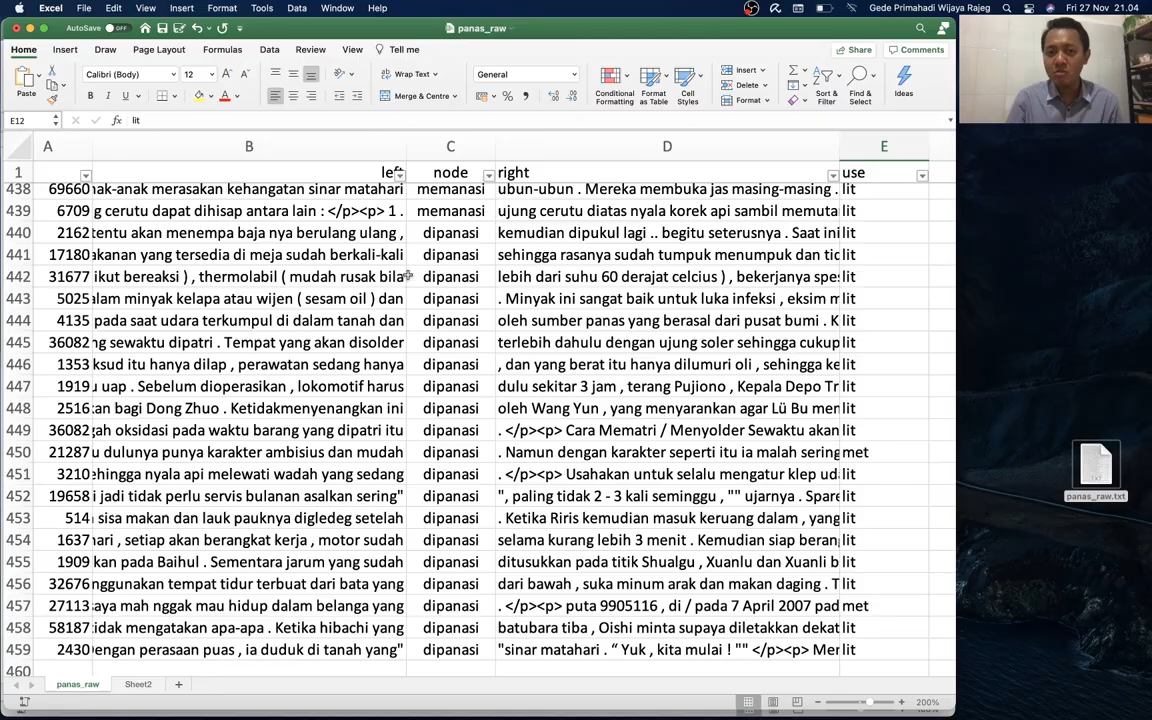 Excel File Edit View Insert Format Tools Data Window Help Gede Primahadi Wijaya Rajeg Fri 27 Nov 21.04
AutoSave OFF panas_raw
Home Insert Draw Page Layout Formulas Data Review View Tell me Share Comments
Paste Calibri (Body) 12 A A Wrap Text General Conditional Formatting Format as Table Cell Styles Insert Delete Format Sort & Filter Find & Select Ideas
B I U A Merge & Centre % ,
E12 fx lit
A B C D E
1 left node right use
438 69660 nak-anak merasakan kehangatan sinar matahari memanasi ubun-ubun . Mereka membuka jas masing-masing . lit
439 6709 g cerutu dapat dihisap antara lain : </p><p> 1 . memanasi ujung cerutu diatas nyala korek api sambil memuta lit
440 2162 tentu akan menempa baja nya berulang ulang , dipanasi kemudian dipukul lagi .. begitu seterusnya . Saat ini lit
441 17180 akanan yang tersedia di meja sudah berkali-kali dipanasi sehingga rasanya sudah tumpuk menumpuk dan tid lit
442 31677 ikut bereaksi ) , thermolabil ( mudah rusak bila dipanasi lebih dari suhu 60 derajat celcius ) , bekerjanya spes lit
443 5025 alam minyak kelapa atau wijen ( sesam oil ) dan dipanasi . Minyak ini sangat baik untuk luka infeksi , eksim m lit
444 4135 pada saat udara terkumpul di dalam tanah dan dipanasi oleh sumber panas yang berasal dari pusat bumi . K lit
445 36082 ng sewaktu dipatri . Tempat yang akan disolder dipanasi terlebih dahulu dengan ujung soler sehingga cukup lit
446 1353 ksud itu hanya dilap , perawatan sedang hanya dipanasi , dan yang berat itu hanya dilumuri oli , sehingga ke lit
447 1919 u uap . Sebelum dioperasikan , lokomotif harus dipanasi dulu sekitar 3 jam , terang Pujiono , Kepala Depo Tr lit
448 2516 an bagi Dong Zhuo . Ketidakmenyenangkan ini dipanasi oleh Wang Yun , yang menyarankan agar Lü Bu men lit
449 36082 gah oksidasi pada waktu barang yang dipatri itu dipanasi . </p><p> Cara Mematri / Menyolder Sewaktu akan lit
450 21287 u dulunya punya karakter ambisius dan mudah dipanasi . Namun dengan karakter seperti itu ia malah sering met
451 3210 ehingga nyala api melewati wadah yang sedang dipanasi . </p><p> Usahakan untuk selalu mengatur klep ud lit
452 19658 i jadi tidak perlu servis bulanan asalkan sering" dipanasi ", paling tidak 2 - 3 kali seminggu , "" ujarnya . Spare lit
453 514 sisa makan dan lauk pauknya digledeg setelah dipanasi . Ketika Riris kemudian masuk keruang dalam , yang lit
454 1637 hari , setiap akan berangkat kerja , motor sudah dipanasi selama kurang lebih 3 menit . Kemudian siap beran lit
455 1909 kan pada Baihul . Sementara jarum yang sudah dipanasi ditusukkan pada titik Shualgu , Xuanlu dan Xuanli b lit
456 32676 nggunakan tempat tidur terbuat dari bata yang dipanasi dari bawah , suka minum arak dan makan daging . T lit
457 27113 saya mah nggak mau hidup dalam belanga yang dipanasi . </p><p> puta 9905116 , di / pada 7 April 2007 pad met
458 58187 tidak mengatakan apa-apa . Ketika hibachi yang dipanasi batubara tiba , Oishi minta supaya diletakkan dekat lit
459 2430 engan perasaan puas , ia duduk di tanah yang" dipanasi "sinar matahari . “ Yuk , kita mulai ! "" </p><p> Mer lit
460
panas_raw Sheet2 +
200%
TXT
panas_raw.txt